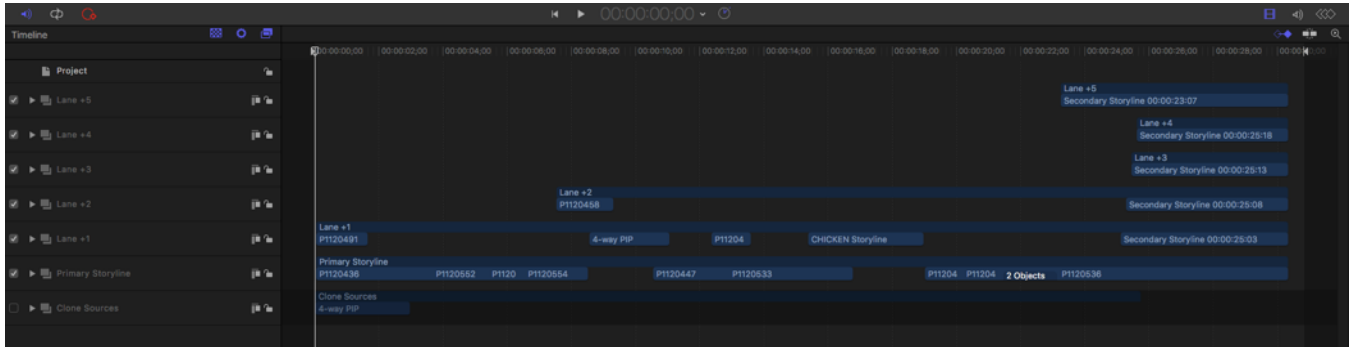 00:00:00;00
Timeline
00:00:00;00 00:00:02;00 00:00:04;00 00:00:06;00 00:00:08;00 00:00:10;00 00:00:12;00 00:00:14;00 00:00:16;00 00:00:18;00 00:00:20;00 00:00:22;00 00:00:24;00 00:00:26;00 00:00:28;00
Project
Lane +5
Lane +5
Secondary Storyline 00:00:23:07
Lane +4
Lane +4
Secondary Storyline 00:00:25:18
Lane +3
Lane +3
Secondary Storyline 00:00:25:13
Lane +2
Lane +2
P1120458 Secondary Storyline 00:00:25:08
Lane +1
Lane +1
P1120491 4-way PIP P11204 CHICKEN Storyline Secondary Storyline 00:00:25:03
Primary Storyline
Primary Storyline
P1120436 P1120552 P1120 P1120554 P1120447 P1120533 P11204 P11204 2 Objects P1120536
Clone Sources
Clone Sources
4-way PIP